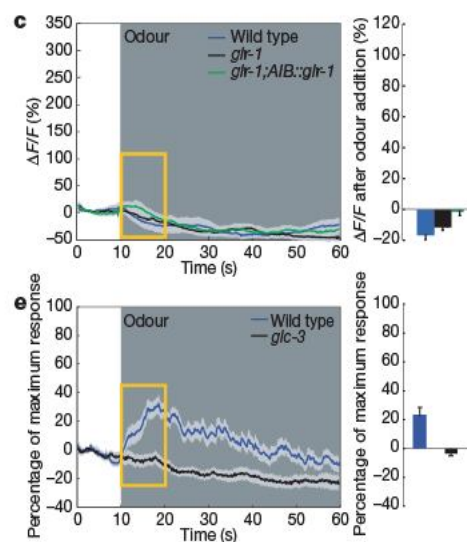 c
350
300
250
200
150
100
50
0
−50
ΔF/F (%)
Odour
Wild type
glr-1
glr-1;AIB::glr-1
0 10 20 30 40 50 60
Time (s)
120
100
80
60
40
20
0
−20
ΔF/F after odour addition (%)
e
100
80
60
40
20
0
−20
−40
Percentage of maximum response
Odour
Wild type
glc-3
0 10 20 30 40 50 60
Time (s)
100
80
60
40
20
0
−20
−40
Percentage of maximum response